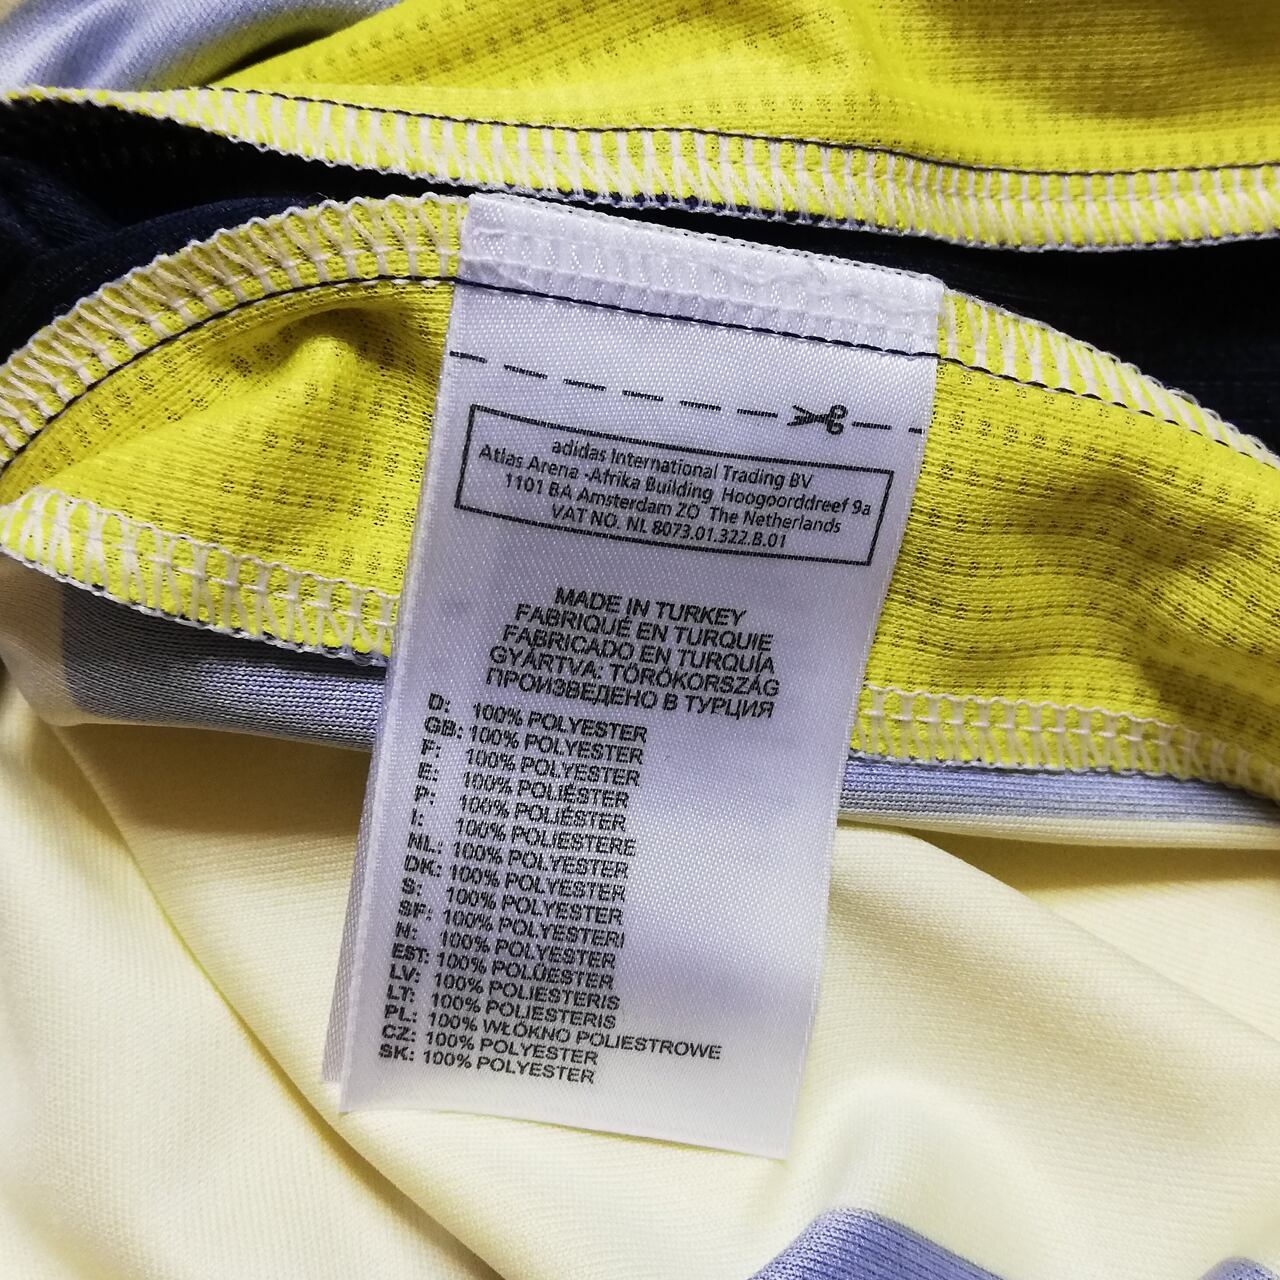 adidas International Trading BV
Atlas Arena -Afrika Building Hoogoorddreef 9a
1101 BA Amsterdam ZO The Netherlands
VAT NO. NL 8073.01.322.B.01
MADE IN TURKEY
FABRIQUÉ EN TURQUIE
FABRICADO EN TURQUÍA
GYÁRTVA: TÖRÖKORSZÁG
ПРОИЗВЕДЕНО В ТУРЦИЯ
D: 100% POLYESTER
GB: 100% POLYESTER
F: 100% POLYESTER
E: 100% POLIÉSTER
P: 100% POLIÉSTER
I: 100% POLIESTERE
NL: 100% POLYESTER
DK: 100% POLYESTER
S: 100% POLYESTER
SF: 100% POLYESTERI
N: 100% POLYESTER
EST: 100% POLÜESTER
LV: 100% POLIESTERIS
LT: 100% POLIESTERIS
PL: 100% WŁÓKNO POLIESTROWE
CZ: 100% POLYESTER
SK: 100% POLYESTER